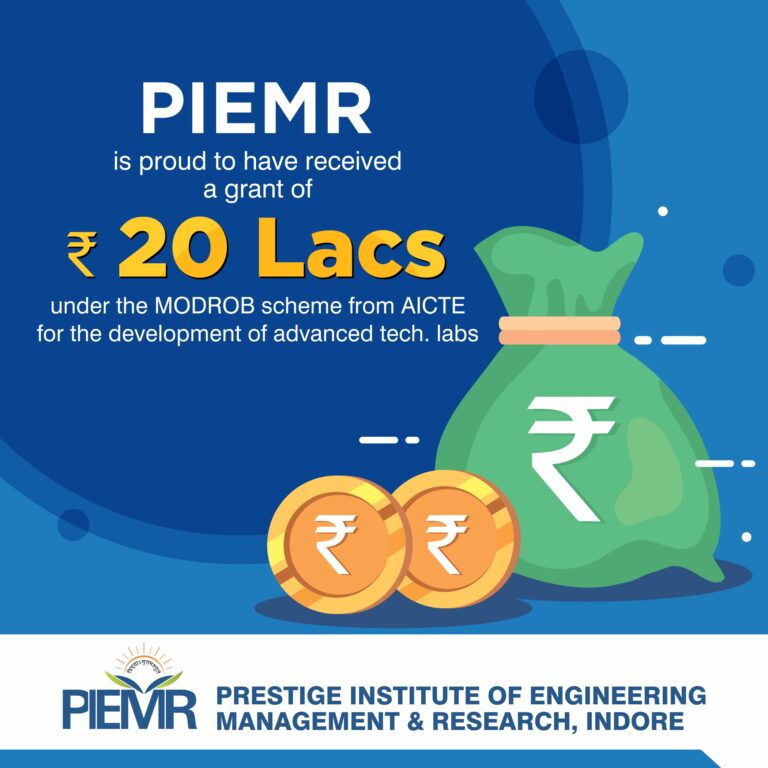 PIEMR
is proud to have received
a grant of
₹ 20 Lacs
under the MODROB scheme from AICTE
for the development of advanced tech. labs
₹
₹ ₹
PIEMR
PRESTIGE INSTITUTE OF ENGINEERING
MANAGEMENT & RESEARCH, INDORE